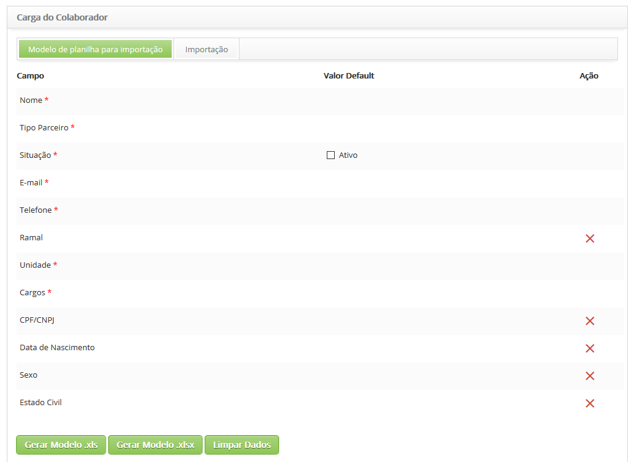 Carga do Colaborador
Modelo de planilha para importação Importação
Campo Valor Default Ação
Nome *
Tipo Parceiro *
Situação * Ativo
E-mail *
Telefone *
Ramal
Unidade *
Cargos *
CPF/CNPJ
Data de Nascimento
Sexo
Estado Civil
Gerar Modelo .xls Gerar Modelo .xlsx Limpar Dados